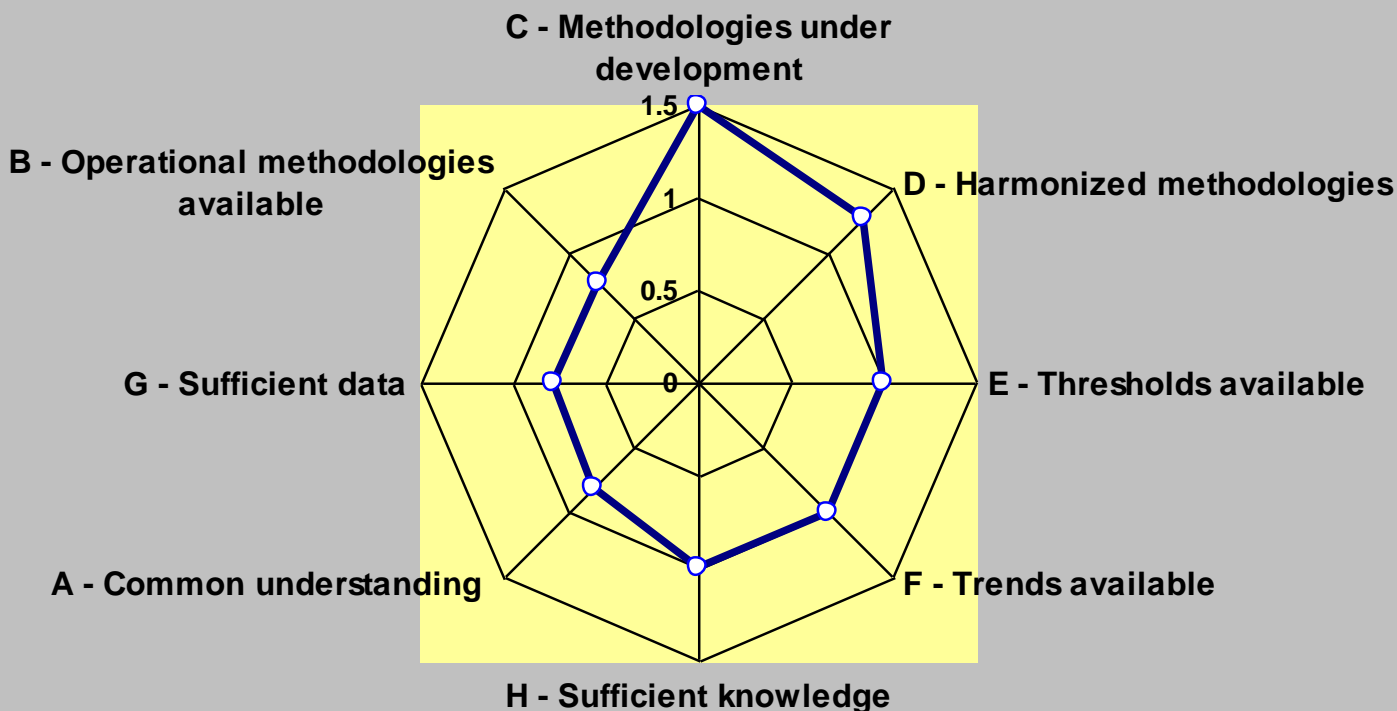 C - Methodologies under
development
1.5
B - Operational methodologies
available
D - Harmonized methodologies
1
0.5
G - Sufficient data
0
E - Thresholds available
A - Common understanding
F - Trends available
H - Sufficient knowledge